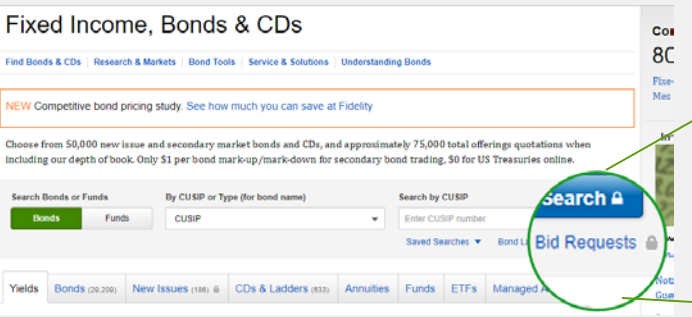 Fixed Income, Bonds & CDs
Find Bonds & CDs | Research & Markets | Bond Tools | Service & Solutions | Understanding Bonds
NEW Competitive bond pricing study. See how much you can save at Fidelity
Choose from 50,000 new issue and secondary market bonds and CDs, and approximately 75,000 total offerings quotations when
including our depth of book. Only $1 per bond mark-up/mark-down for secondary bond trading, $0 for US Treasuries online.
Search Bonds or Funds By CUSIP or Type (for bond name) Search by CUSIP
Bonds Funds CUSIP Enter CUSIP number Search
Saved Searches Bond Bid Requests
Yields Bonds (29,209) New Issues (186) CDs & Ladders (533) Annuities Funds ETFs Managed
80
Fixe
Mes